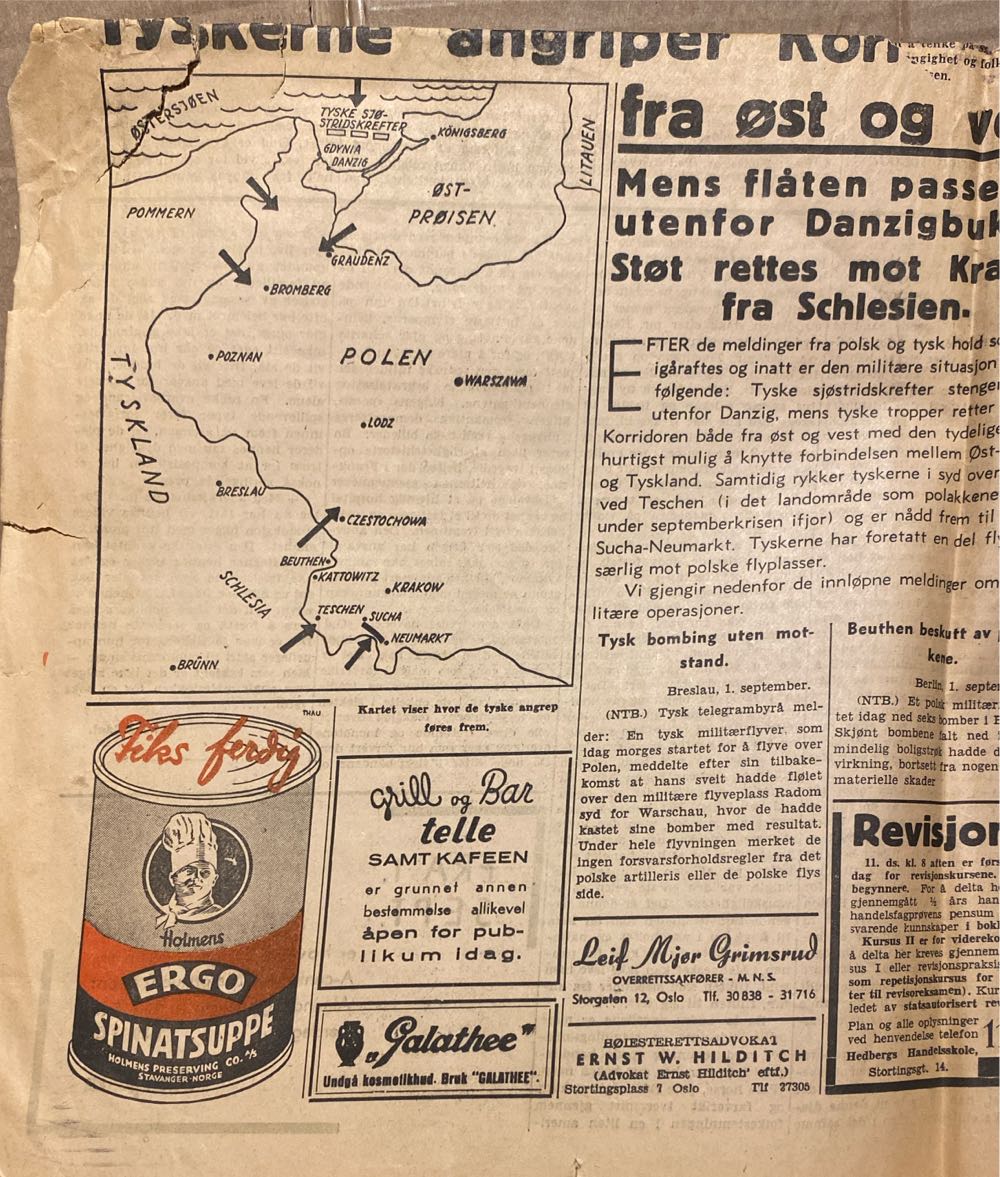 Tyskerne angriper Korr
å tenke på
fra øst og
Mens flåten passe
utenfor Danzigbuk
Støt rettes mot Kra
fra Schlesien.
EFTER de meldinger fra polsk og tysk hold
igåraftes og inatt er den militære situasjon
følgende: Tyske sjøstridskrefter stenger
utenfor Danzig, mens tyske tropper retter
Korridoren både fra øst og vest med den tydelige
hurtigst mulig å knytte forbindelsen mellem Øst-
og Tyskland. Samtidig rykker tyskerne i syd over
ved Teschen (i det landområde som polakkene
under septemberkrisen ifjor) og er nådd frem til
Sucha-Neumarkt. Tyskerne har foretatt en del fly
særlig mot polske flyplasser.
Vi gjengir nedenfor de innløpne meldinger om
litære operasjoner.
ØSTERSJØEN
TYSKE SJØ-
STRIDSKREFTER
GDYNIA
DANZIG
KÖNIGSBERG
LITAUEN
ØST-
PRØISEN
POMMERN
GRAUDENZ
BROMBERG
POZNAN
POLEN
WARSZAWA
TYSKLAND
LODZ
BRESLAU
CZESTOCHOWA
BEUTHEN
KATTOWITZ
KRAKOW
SCHLESIA
TESCHEN
SUCHA
NEUMARKT
BRÜNN
Kartet viser hvor de tyske angrep
føres frem.
Tysk bombing uten mot-
stand.
Breslau, 1. september.
(NTB.) Tysk telegrambyrå mel-
der: En tysk militærflyver, som
idag morges startet for å flyve over
Polen, meddelte efter sin tilbake-
komst at hans sveit hadde fløiet
over den militære flyveplass Radom
syd for Warschau, hvor de hadde
kastet sine bomber med resultat.
Under hele flyvningen merket de
ingen forsvarsforholdsregler fra det
polske artilleris eller de polske flys
side.
Beuthen beskutt av
kene.
Berlin, 1. septe
(NTB.) Et polsk militær
tet idag ned seks bomber i B
Skjønt bombene falt ned i
mindelig boligstrøk hadde d
virkning, bortsett fra nogen
materielle skader
THAU
Fiks ferdig
Holmens
ERGO
SPINATSUPPE
HOLMENS PRESERVING CO. A/S
STAVANGER-NORGE
grill og Bar
telle
SAMT KAFEEN
er grunnet annen
bestemmelse allikevel
åpen for pub-
likum idag.
„Galathee"
Undgå kosmetikhud. Bruk "GALATHEE".
Leif Mjør Grimsrud
OVERRETTSSAKFØRER - M. N. S.
Storgaten 12, Oslo Tlf. 30838 - 31716
HØIESTERETTSADVOKAT
ERNST W. HILDITCH
(Advokat Ernst Hilditch' eftf.)
Stortingsplass 7 Oslo Tlf 27305
Revisjon
11. ds. kl. 8 aften er førs
dag for revisjonskursene.
begynnere. For å delta h
gjennemgått ½ års han
handelsfagprøvens pensum
svarende kunnskaper i bokh
Kursus II er for videreko
å delta her kreves gjennem
sus I eller revisjonspraksis
som repetisjonskursus for
ter til revisoreksamen). Kur
ledet av statsautorisert re
Plan og alle oplysninger
ved henvendelse telefon 1
Hedbergs Handelsskole,
Stortingsgt. 14.